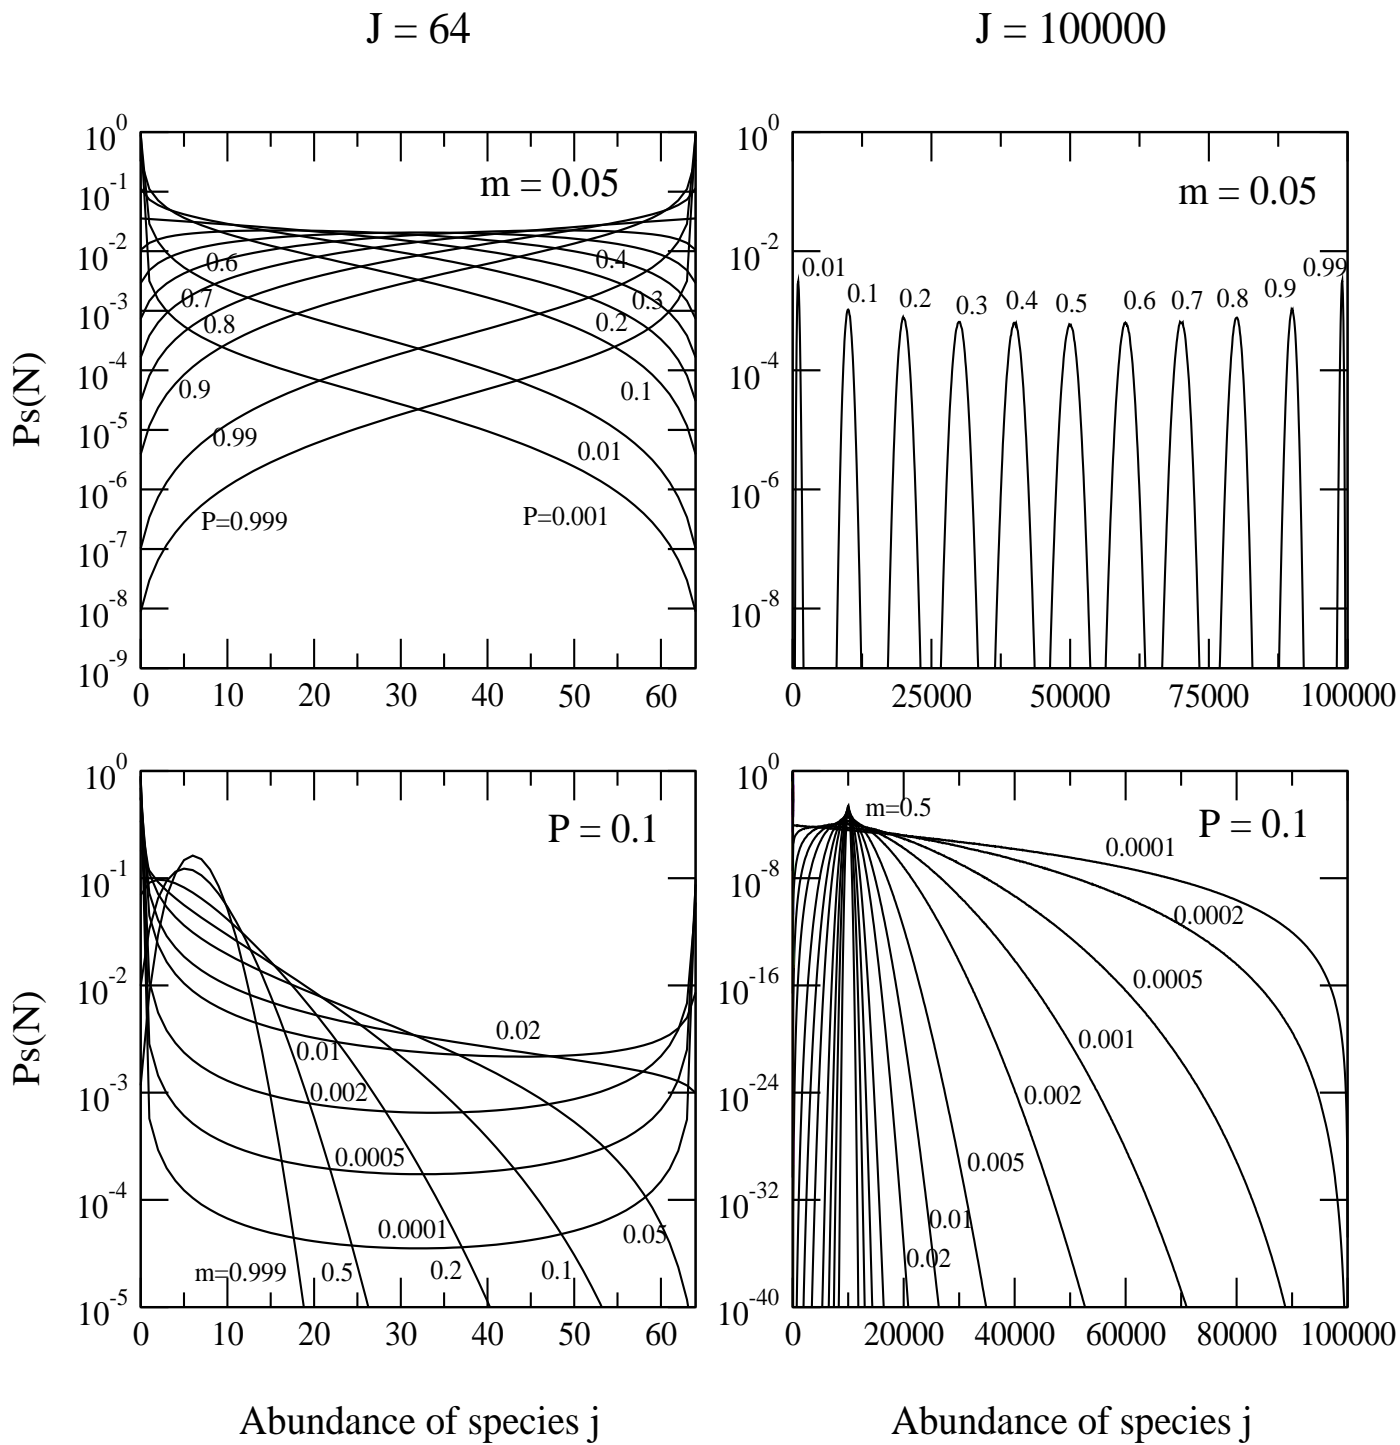 J = 64
J = 100000
Ps(N)
10^0
10^-1
10^-2
10^-3
10^-4
10^-5
10^-6
10^-7
10^-8
10^-9
m = 0.05
0.6
0.7
0.8
0.9
0.99
P=0.999
0.4
0.3
0.2
0.1
0.01
P=0.001
0 10 20 30 40 50 60
10^0
10^-2
10^-4
10^-6
10^-8
m = 0.05
0.01 0.1 0.2 0.3 0.4 0.5 0.6 0.7 0.8 0.9 0.99
0 25000 50000 75000 100000
Ps(N)
10^0
10^-1
10^-2
10^-3
10^-4
10^-5
P = 0.1
0.02
0.01
0.002
0.0005
0.0001
0.05
m=0.999 0.5 0.2 0.1
0 10 20 30 40 50 60
10^0
10^-8
10^-16
10^-24
10^-32
10^-40
m=0.5
P = 0.1
0.0001
0.0002
0.0005
0.001
0.002
0.005
0.01
0.02
0 20000 40000 60000 80000 100000
Abundance of species j
Abundance of species j